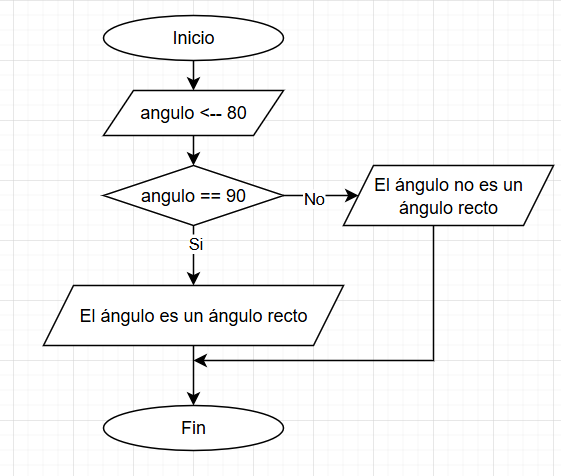 Inicio
angulo <-- 80
angulo == 90
No
El ángulo no es un
ángulo recto
Si
El ángulo es un ángulo recto
Fin